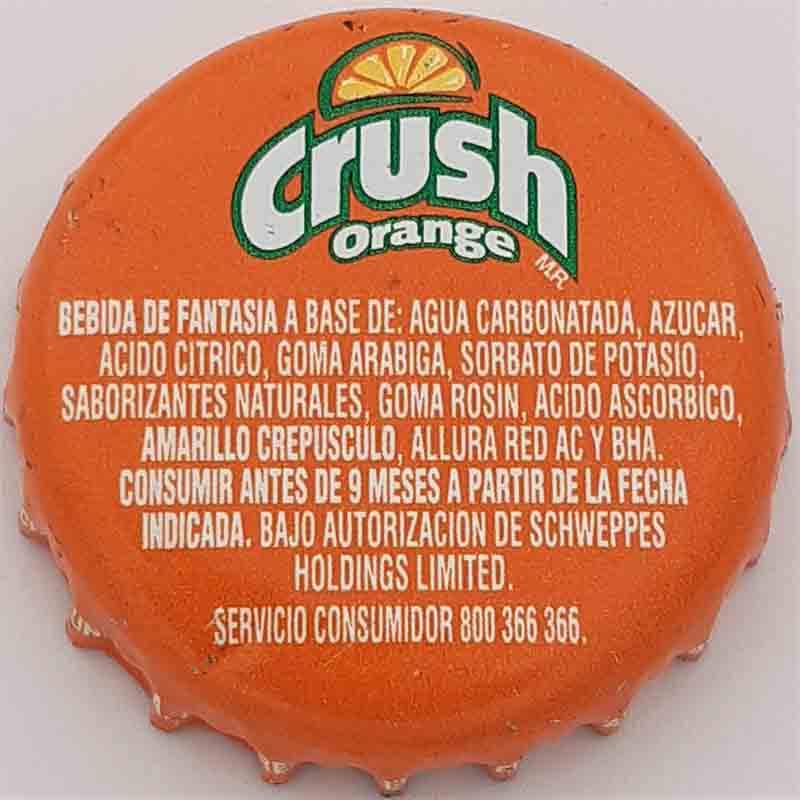 Crush
Orange
M.R.
BEBIDA DE FANTASIA A BASE DE: AGUA CARBONATADA, AZUCAR,
ACIDO CITRICO, GOMA ARABIGA, SORBATO DE POTASIO,
SABORIZANTES NATURALES, GOMA ROSIN, ACIDO ASCORBICO,
AMARILLO CREPUSCULO, ALLURA RED AC Y BHA.
CONSUMIR ANTES DE 9 MESES A PARTIR DE LA FECHA
INDICADA. BAJO AUTORIZACION DE SCHWEPPES
HOLDINGS LIMITED.
SERVICIO CONSUMIDOR 800 366 366.